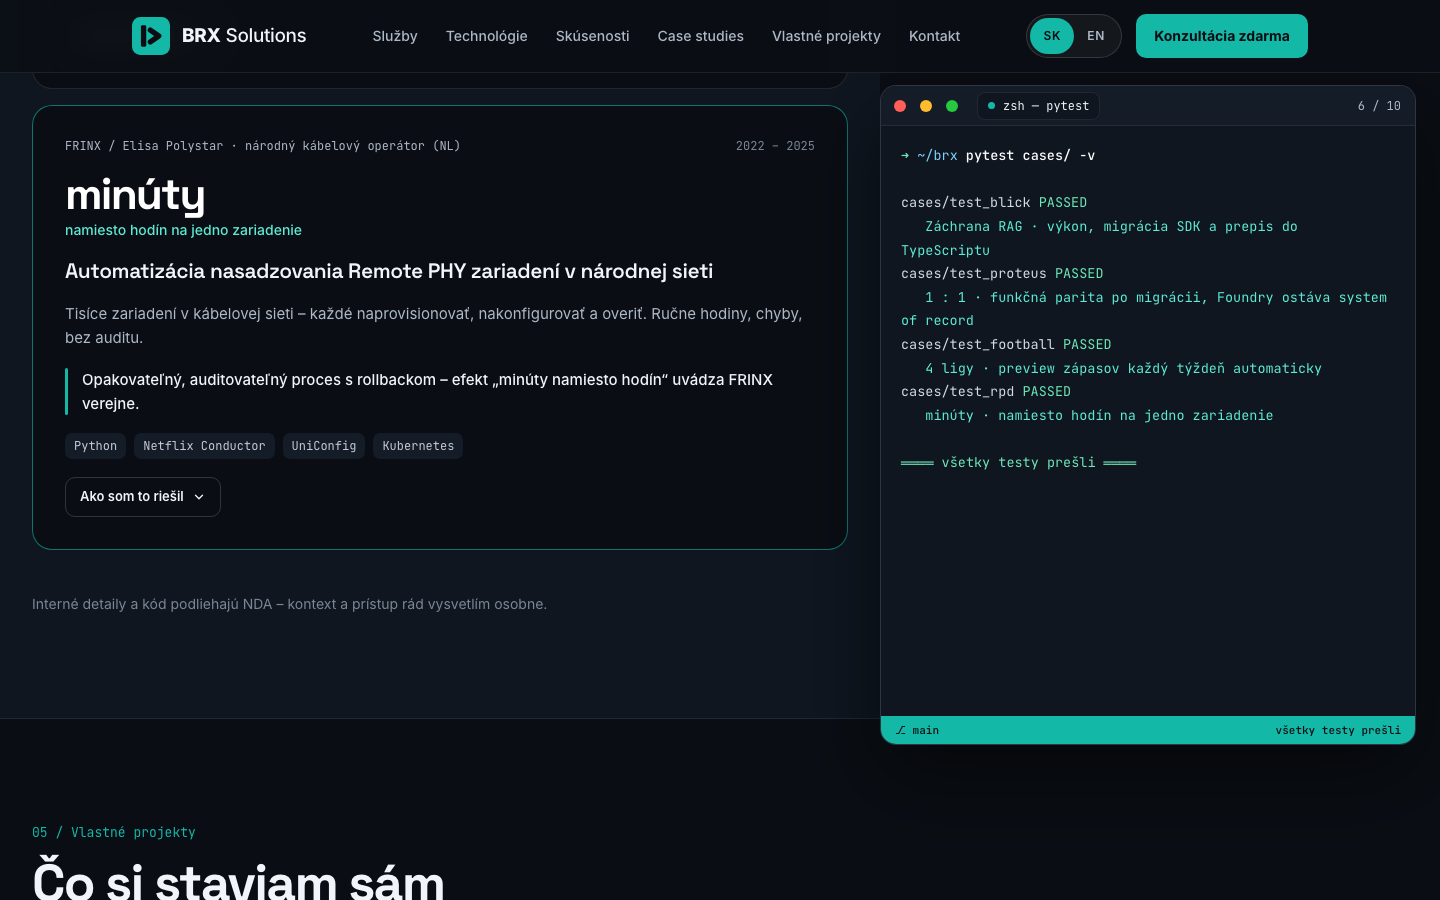 BRX Solutions
Služby
Technológie
Skúsenosti
Case studies
Vlastné projekty
Kontakt
SK
EN
Konzultácia zdarma
FRINX / Elisa Polystar · národný kábelový operátor (NL)
2022 – 2025
minúty
namiesto hodín na jedno zariadenie
Automatizácia nasadzovania Remote PHY zariadení v národnej sieti
Tisíce zariadení v kábelovej sieti – každé naprovisionovať, nakonfigurovať a overiť. Ručne hodiny, chyby,
bez auditu.
Opakovateľný, auditovateľný proces s rollbackom – efekt „minúty namiesto hodín“ uvádza FRINX
verejne.
Python
Netflix Conductor
UniConfig
Kubernetes
Ako som to riešil
Interné detaily a kód podliehajú NDA – kontext a prístup rád vysvetlím osobne.
zsh — pytest
6 / 10
➜ ~/brx pytest cases/ -v
cases/test_blick PASSED
Záchrana RAG · výkon, migrácia SDK a prepis do
TypeScriptu
cases/test_proteus PASSED
1 : 1 · funkčná parita po migrácii, Foundry ostáva system
of record
cases/test_football PASSED
4 ligy · preview zápasov každý týždeň automaticky
cases/test_rpd PASSED
minúty · namiesto hodín na jedno zariadenie
════ všetky testy prešli ════
⎇ main
všetky testy prešli
05 / Vlastné projekty
Čo si staviam sám